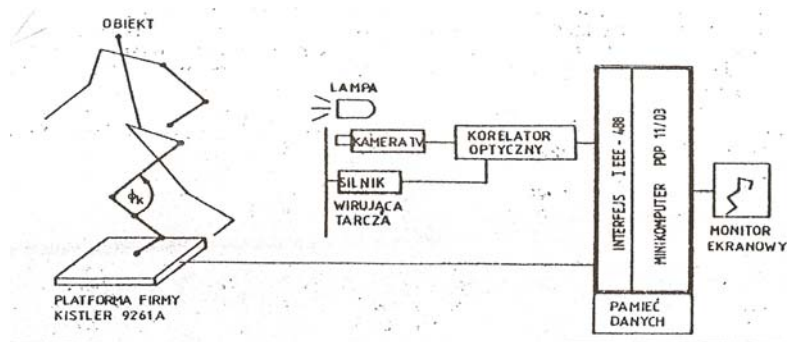 OBIEKT
LAMPA
KAMERA TV
KORELATOR
OPTYCZNY
SILNIK
WIRUJĄCA
TARCZA
ϕk
PLATFORMA FIRMY
KISTLER 9261A
INTERFEJS IEEE - 488
MINIKOMPUTER PDP 11/03
PAMIEĆ
DANYCH
MONITOR
EKRANOWY